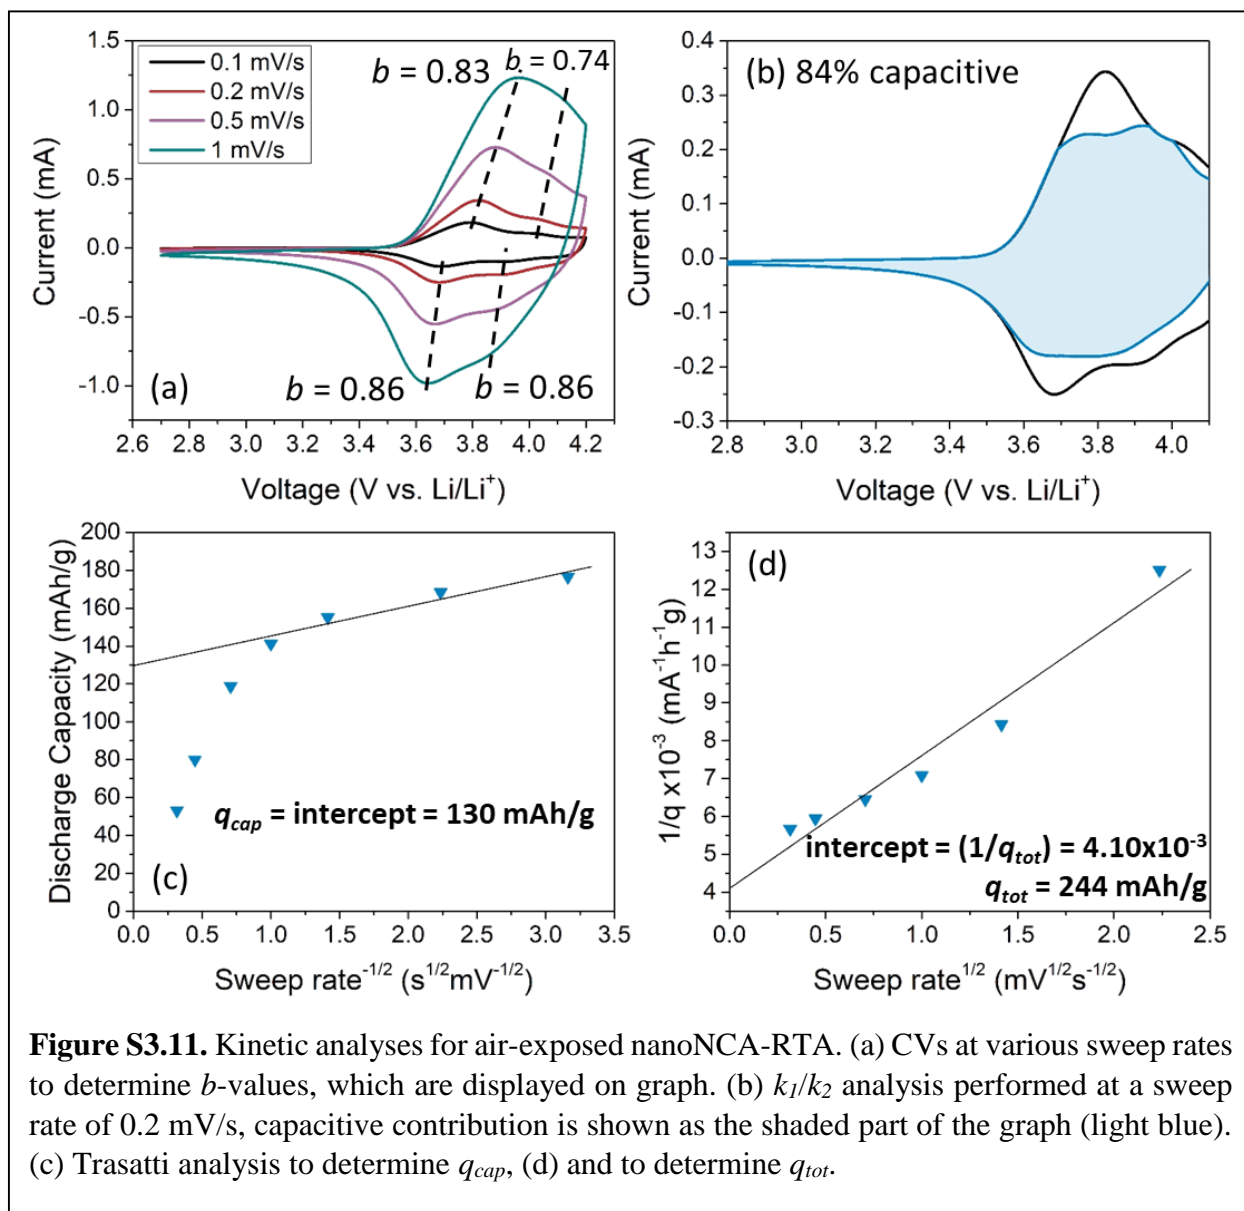 1.5
1.0
0.5
0.0
-0.5
-1.0
Current (mA)
0.1 mV/s
0.2 mV/s
0.5 mV/s
1 mV/s
b = 0.83
b = 0.74
b = 0.86
b = 0.86
(a)
2.6 2.8 3.0 3.2 3.4 3.6 3.8 4.0 4.2
Voltage (V vs. Li/Li⁺)
0.4
0.3
0.2
0.1
0.0
-0.1
-0.2
-0.3
Current (mA)
(b) 84% capacitive
2.8 3.0 3.2 3.4 3.6 3.8 4.0
Voltage (V vs. Li/Li⁺)
200
180
160
140
120
100
80
60
40
20
0
Discharge Capacity (mAh/g)
q_cap = intercept = 130 mAh/g
(c)
0.0 0.5 1.0 1.5 2.0 2.5 3.0 3.5
Sweep rate^-1/2 (s^1/2mV^-1/2)
13
12
11
10
9
8
7
6
5
4
1/q x10⁻³ (mA⁻¹h⁻¹g)
(d)
intercept = (1/q_tot) = 4.10x10⁻³
q_tot = 244 mAh/g
0.0 0.5 1.0 1.5 2.0 2.5
Sweep rate^1/2 (mV^1/2s^-1/2)
Figure S3.11. Kinetic analyses for air-exposed nanoNCA-RTA. (a) CVs at various sweep rates
to determine b-values, which are displayed on graph. (b) k₁/k₂ analysis performed at a sweep
rate of 0.2 mV/s, capacitive contribution is shown as the shaded part of the graph (light blue).
(c) Trasatti analysis to determine q_cap, (d) and to determine q_tot.